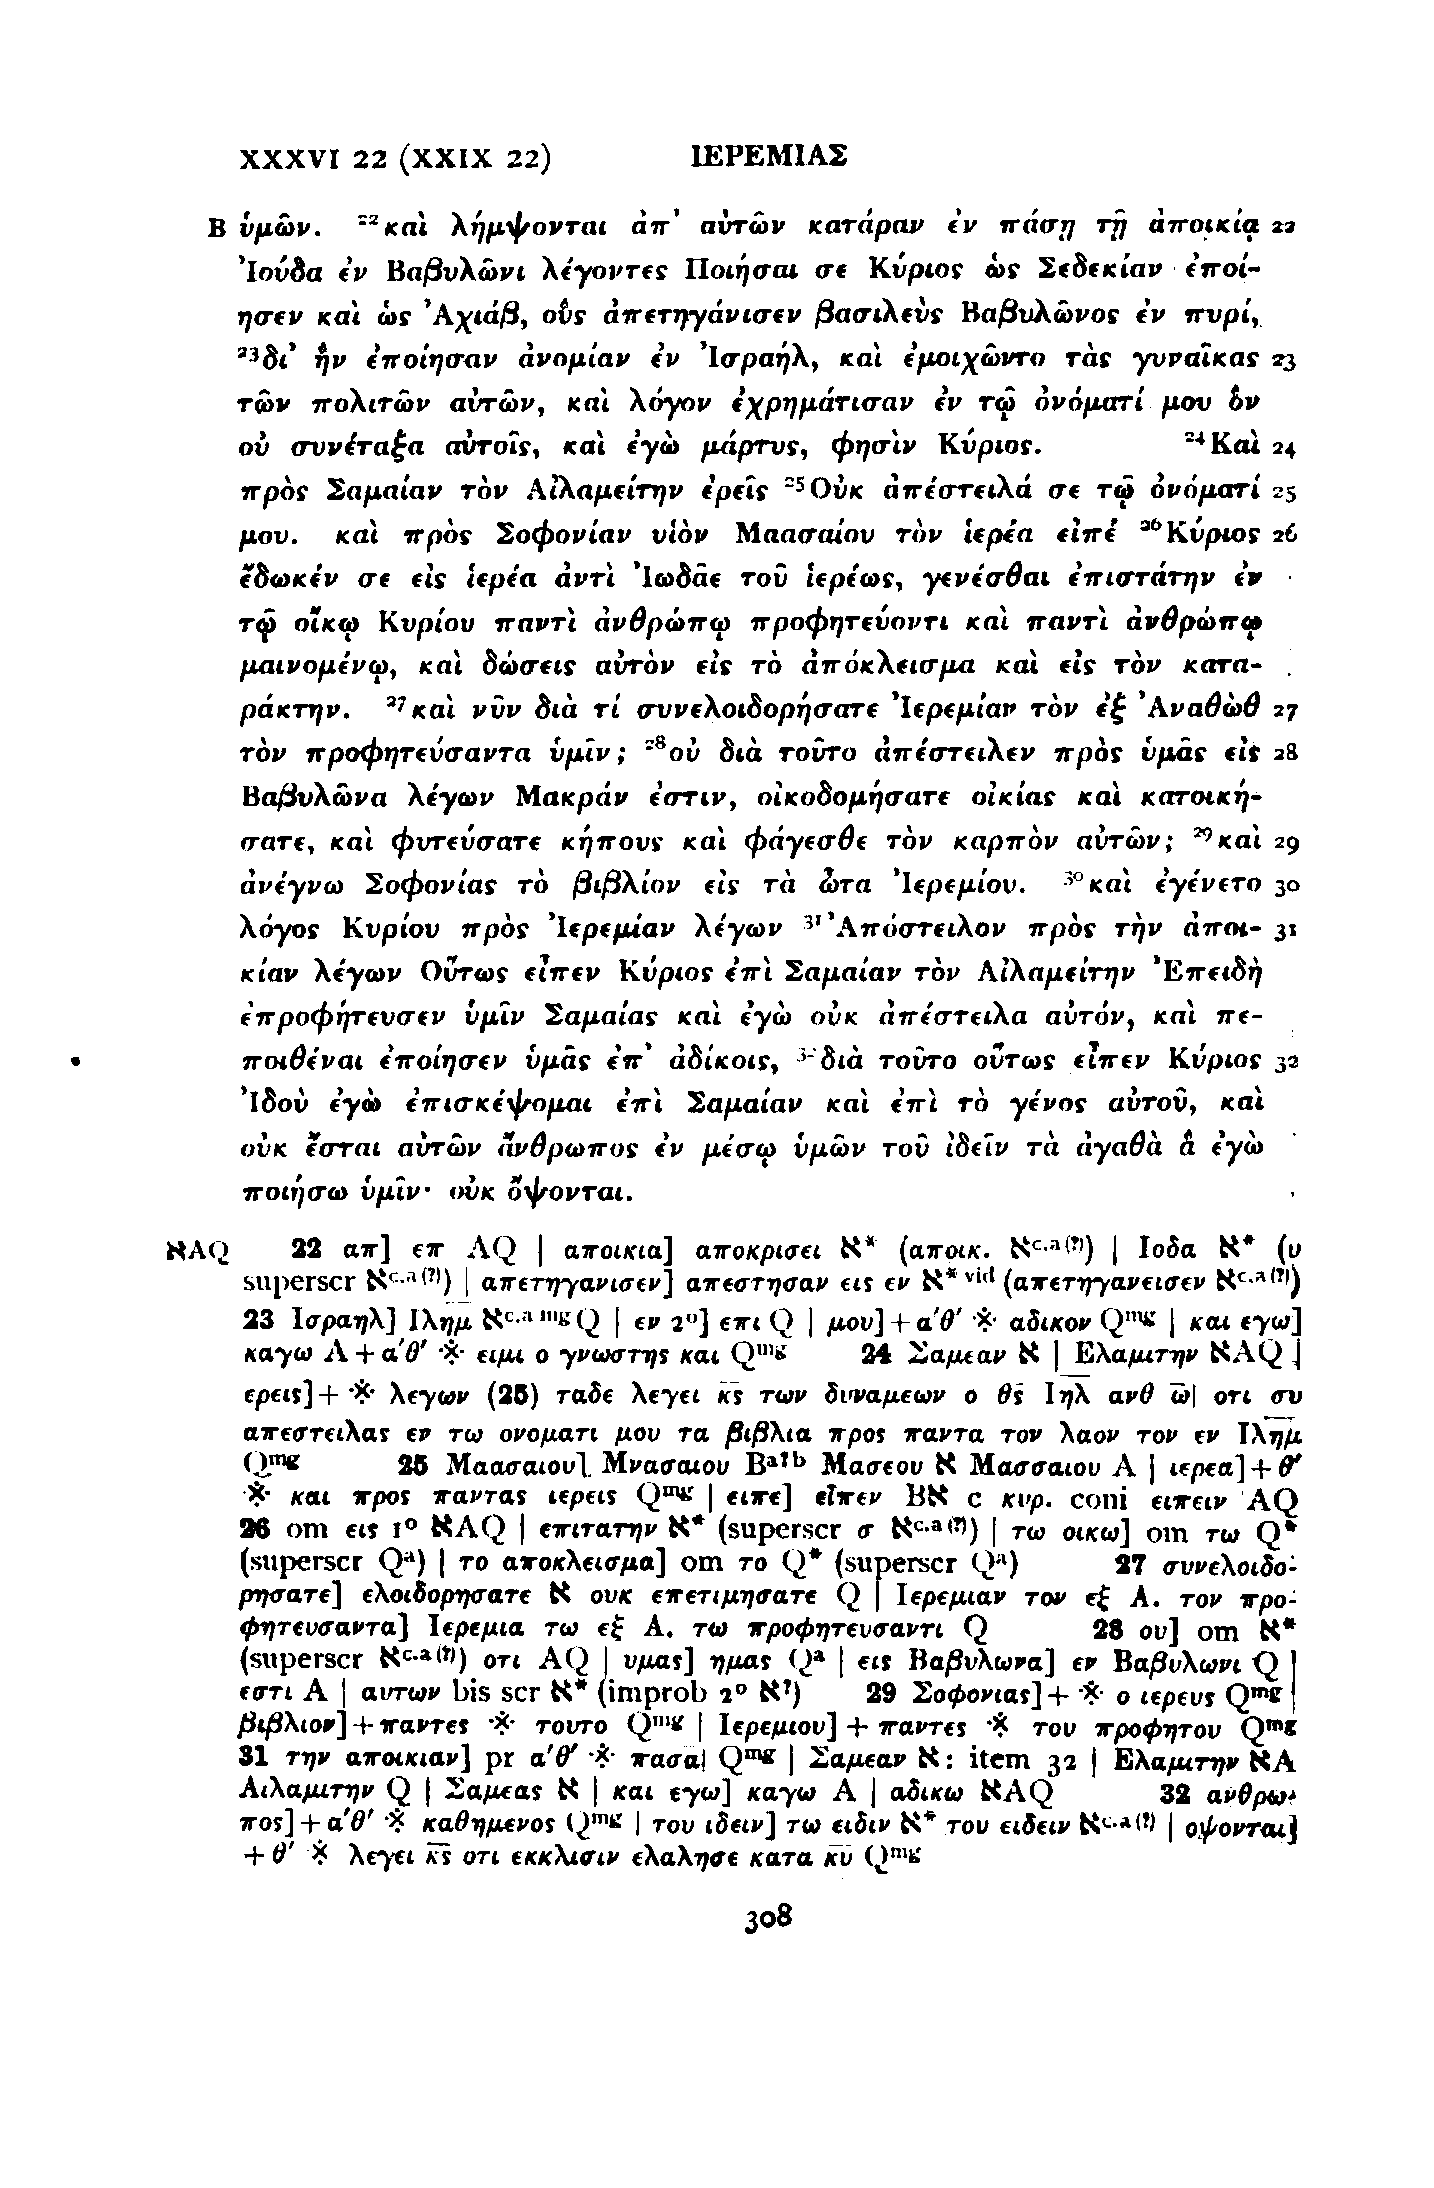 XXXVI 22 (XXIX 22) ΙΕΡΕΜΙΑΣ
B ὑμῶν. ²²καὶ λήμψονται ἀπ᾽ αὐτῶν κατάραν ἐν πάσῃ τῇ ἀποικίᾳ 22
Ἰούδα ἐν Βαβυλῶνι λέγοντες Ποιήσαι σε Κύριος ὡς Σεδεκίαν ἐποί-
ησεν καὶ ὡς Ἀχιάβ, οὓς ἀπετηγάνισεν βασιλεὺς Βαβυλῶνος ἐν πυρί,
²³δι᾽ ἣν ἐποίησαν ἀνομίαν ἐν Ἰσραήλ, καὶ ἐμοιχῶντο τὰς γυναῖκας 23
τῶν πολιτῶν αὐτῶν, καὶ λόγον ἐχρημάτισαν ἐν τῷ ὀνόματί μου ὃν
οὐ συνέταξα αὐτοῖς, καὶ ἐγὼ μάρτυς, φησὶν Κύριος. ²⁴Καὶ 24
πρὸς Σαμαίαν τὸν Αἰλαμείτην ἐρεῖς ²⁵Οὐκ ἀπέστειλά σε τῷ ὀνόματί 25
μου. καὶ πρὸς Σοφονίαν υἱὸν Μαασαίου τὸν ἱερέα εἰπέ ²⁶Κύριος 26
ἔδωκέν σε εἰς ἱερέα ἀντὶ Ἰωδᾶε τοῦ ἱερέως, γενέσθαι ἐπιστάτην ἐν
τῷ οἴκῳ Κυρίου παντὶ ἀνθρώπῳ προφητεύοντι καὶ παντὶ ἀνθρώπῳ
μαινομένῳ, καὶ δώσεις αὐτὸν εἰς τὸ ἀπόκλεισμα καὶ εἰς τὸν κατα-
ράκτην. ²⁷καὶ νῦν διὰ τί συνελοιδορήσατε Ἰερεμίαν τὸν ἐξ Ἀναθὼθ 27
τὸν προφητεύσαντα ὑμῖν; ²⁸οὐ διὰ τοῦτο ἀπέστειλεν πρὸς ὑμᾶς εἰς 28
Βαβυλῶνα λέγων Μακράν ἐστιν, οἰκοδομήσατε οἰκίας καὶ κατοική-
σατε, καὶ φυτεύσατε κήπους καὶ φάγεσθε τὸν καρπὸν αὐτῶν; ²⁹καὶ 29
ἀνέγνω Σοφονίας τὸ βιβλίον εἰς τὰ ὦτα Ἰερεμίου. ³⁰καὶ ἐγένετο 30
λόγος Κυρίου πρὸς Ἰερεμίαν λέγων ³¹Ἀπόστειλον πρὸς τὴν ἀποι- 31
κίαν λέγων Οὕτως εἶπεν Κύριος ἐπὶ Σαμαίαν τὸν Αἰλαμείτην Ἐπειδὴ
ἐπροφήτευσεν ὑμῖν Σαμαίας καὶ ἐγὼ οὐκ ἀπέστειλα αὐτόν, καὶ πε-
ποιθέναι ἐποίησεν ὑμᾶς ἐπ᾽ ἀδίκοις, ³²διὰ τοῦτο οὕτως εἶπεν Κύριος 32
Ἰδοὺ ἐγὼ ἐπισκέψομαι ἐπὶ Σαμαίαν καὶ ἐπὶ τὸ γένος αὐτοῦ, καὶ
οὐκ ἔσται αὐτῶν ἄνθρωπος ἐν μέσῳ ὑμῶν τοῦ ἰδεῖν τὰ ἀγαθὰ ἃ ἐγὼ
ποιήσω ὑμῖν· οὐκ ὄψονται.
אAQ 22 απ] επ AQ | αποικια] αποκρισει א* (αποικ. א^c.a(?)) | Ιοδα א* (υ
superscr א^c.a(?)) | απετηγανισεν] απεστησαν εις εν א*vid (απετηγανεισεν א^c.a(?))
23 Ισραηλ] Ιλημ א^c.a mg Q | εν 2°] επι Q | μου]+α΄θ΄ ※ αδικον Q^mg | και εγω]
καγω A+α΄θ΄ ※ ειμι ο γνωστης και Q^mg 24 Σαμεαν א | Ελαμιτην אAQ |
ερεις]+ ※ λεγων (25) ταδε λεγει κ̅ς̅ των δυναμεων ο θ̅ς̅ Ιη̅λ̅ ανθ ω̅| οτι συ
απεστειλας εν τω ονοματι μου τα βιβλια προς παντα τον λαον τον εν Ιλ̅η̅μ̅
Q^mg 25 Μαασαιου] Μνασαιου B^a?b Μασεου א Μασσαιου A | ιερεα]+θ΄
※ και προς παντας ιερεις Q^mg | ειπε] εἶπεν Bא c κυρ. coni ειπειν AQ
26 om εις 1° אAQ | επιτατην א* (superscr σ א^c.a(?)) | τω οικω] om τω Q*
(superscr Q^a) | το αποκλεισμα] om το Q* (superscr Q^a) 27 συνελοιδο-
ρησατε] ελοιδορησατε א ουκ επετιμησατε Q | Ιερεμιαν τον εξ Α. τον προ-
φητευσαντα] Ιερεμια τω εξ Α. τω προφητευσαντι Q 28 ου] om א*
(superscr א^c.a(?)) οτι AQ | υμας] ημας Q^a | εις Βαβυλωνα] εν Βαβυλωνι Q |
εστι A | αυτων bis scr א* (improb 2° א^?) 29 Σοφονιας]+ ※ ο ιερευς Q^mg |
βιβλιον]+παντες ※ τουτο Q^mg | Ιερεμιου] + παντες ※ του προφητου Q^mg
31 την αποικιαν] pr α΄θ΄ ※ πασα| Q^mg | Σαμεαν א: item 32 | Ελαμιτην אA
Αιλαμιτην Q | Σαμεας א | και εγω] καγω A | αδικω אAQ 32 ανθρω-
πος]+α΄θ΄ ※ καθημενος Q^mg | του ιδειν] τω ειδιν א* του ειδειν א^c.a(?) | οψονται]
+θ΄ ※ λεγει κ̅ς̅ οτι εκκλισιν ελαλησε κατα κ̅υ̅ Q^mg
308